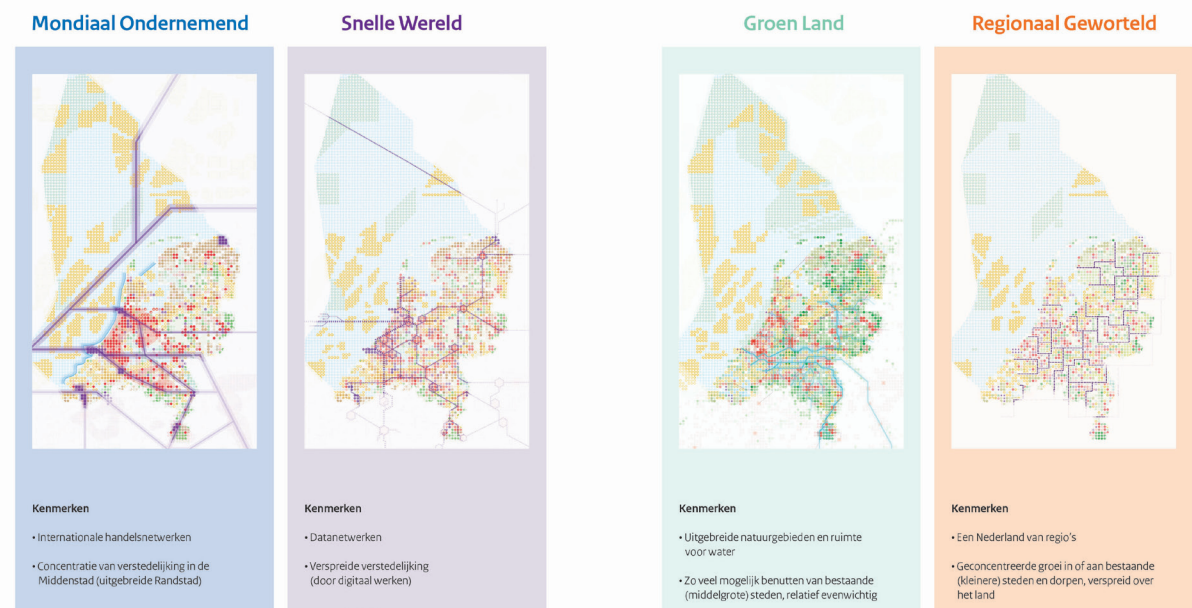 Mondiaal Ondernemend
Kenmerken
• Internationale handelsnetwerken
• Concentratie van verstedelijking in de
Middenstad (uitgebreide Randstad)
Snelle Wereld
Kenmerken
• Datanetwerken
• Verspreide verstedelijking
(door digitaal werken)
Groen Land
Kenmerken
• Uitgebreide natuurgebieden en ruimte
voor water
• Zo veel mogelijk benutten van bestaande
(middelgrote) steden, relatief evenwichtig
Regionaal Geworteld
Kenmerken
• Een Nederland van regio's
• Geconcentreerde groei in of aan bestaande
(kleinere) steden en dorpen, verspreid over
het land